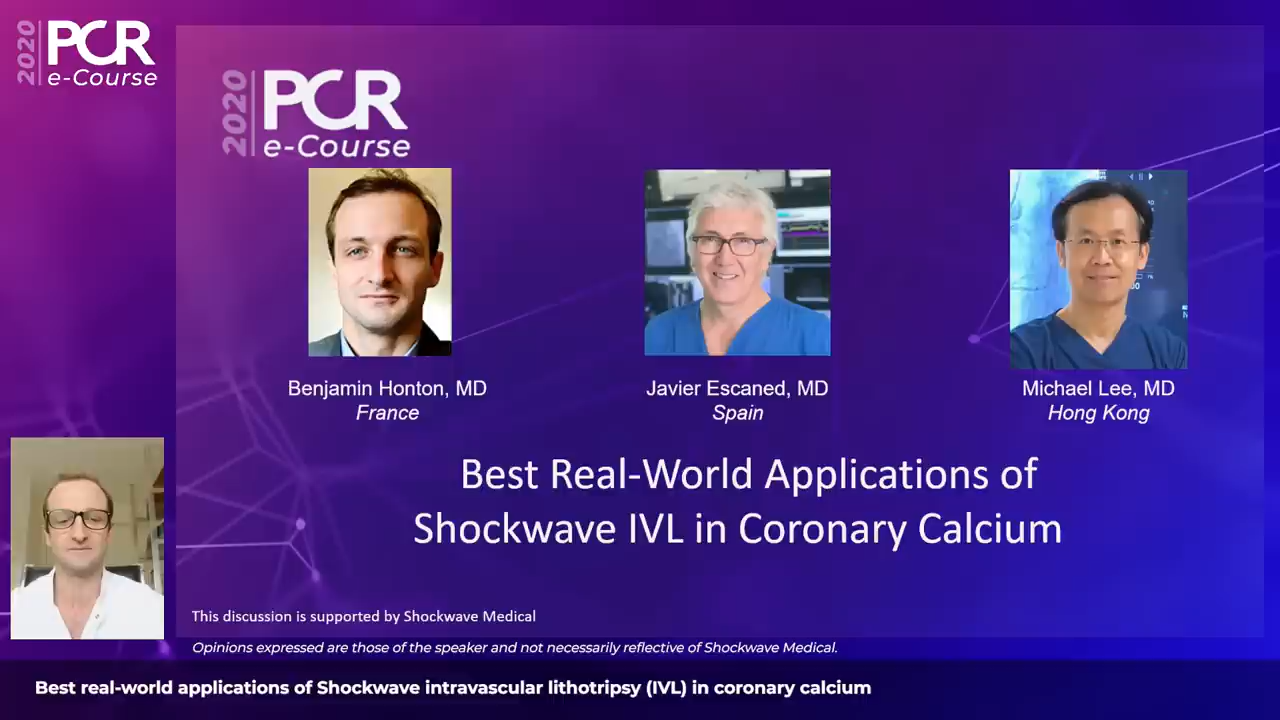 2020
PCR
e-Course
2020
PCR
e-Course
Benjamin Honton, MD
France
Javier Escaned, MD
Spain
Michael Lee, MD
Hong Kong
Best Real-World Applications of
Shockwave IVL in Coronary Calcium
This discussion is supported by Shockwave Medical
Opinions expressed are those of the speaker and not necessarily reflective of Shockwave Medical.
Best real-world applications of Shockwave intravascular lithotripsy (IVL) in coronary calcium